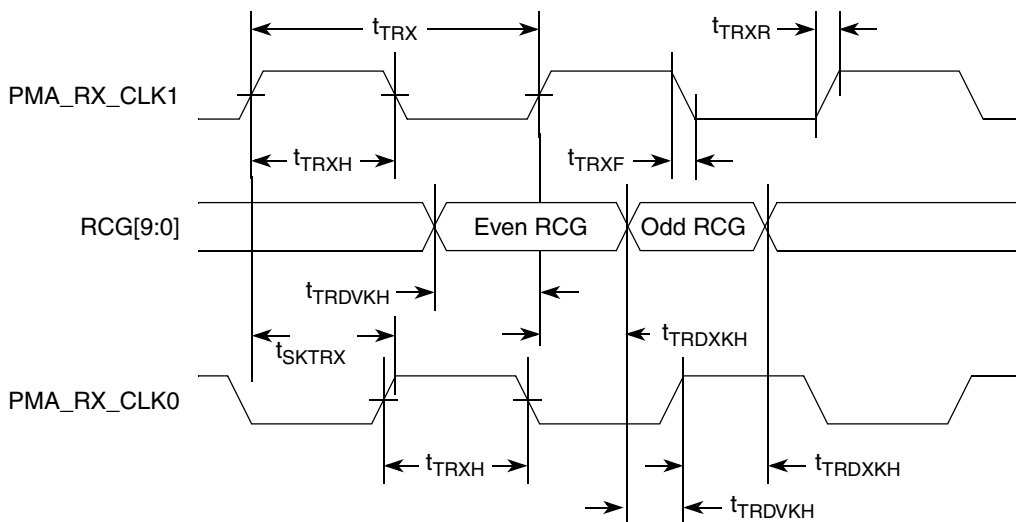 tTRX
tTRXR
PMA_RX_CLK1
tTRXH
tTRXF
RCG[9:0]
Even RCG
Odd RCG
tTRDVKH
tTRDXKH
tSKTRX
PMA_RX_CLK0
tTRXH
tTRDXKH
tTRDVKH